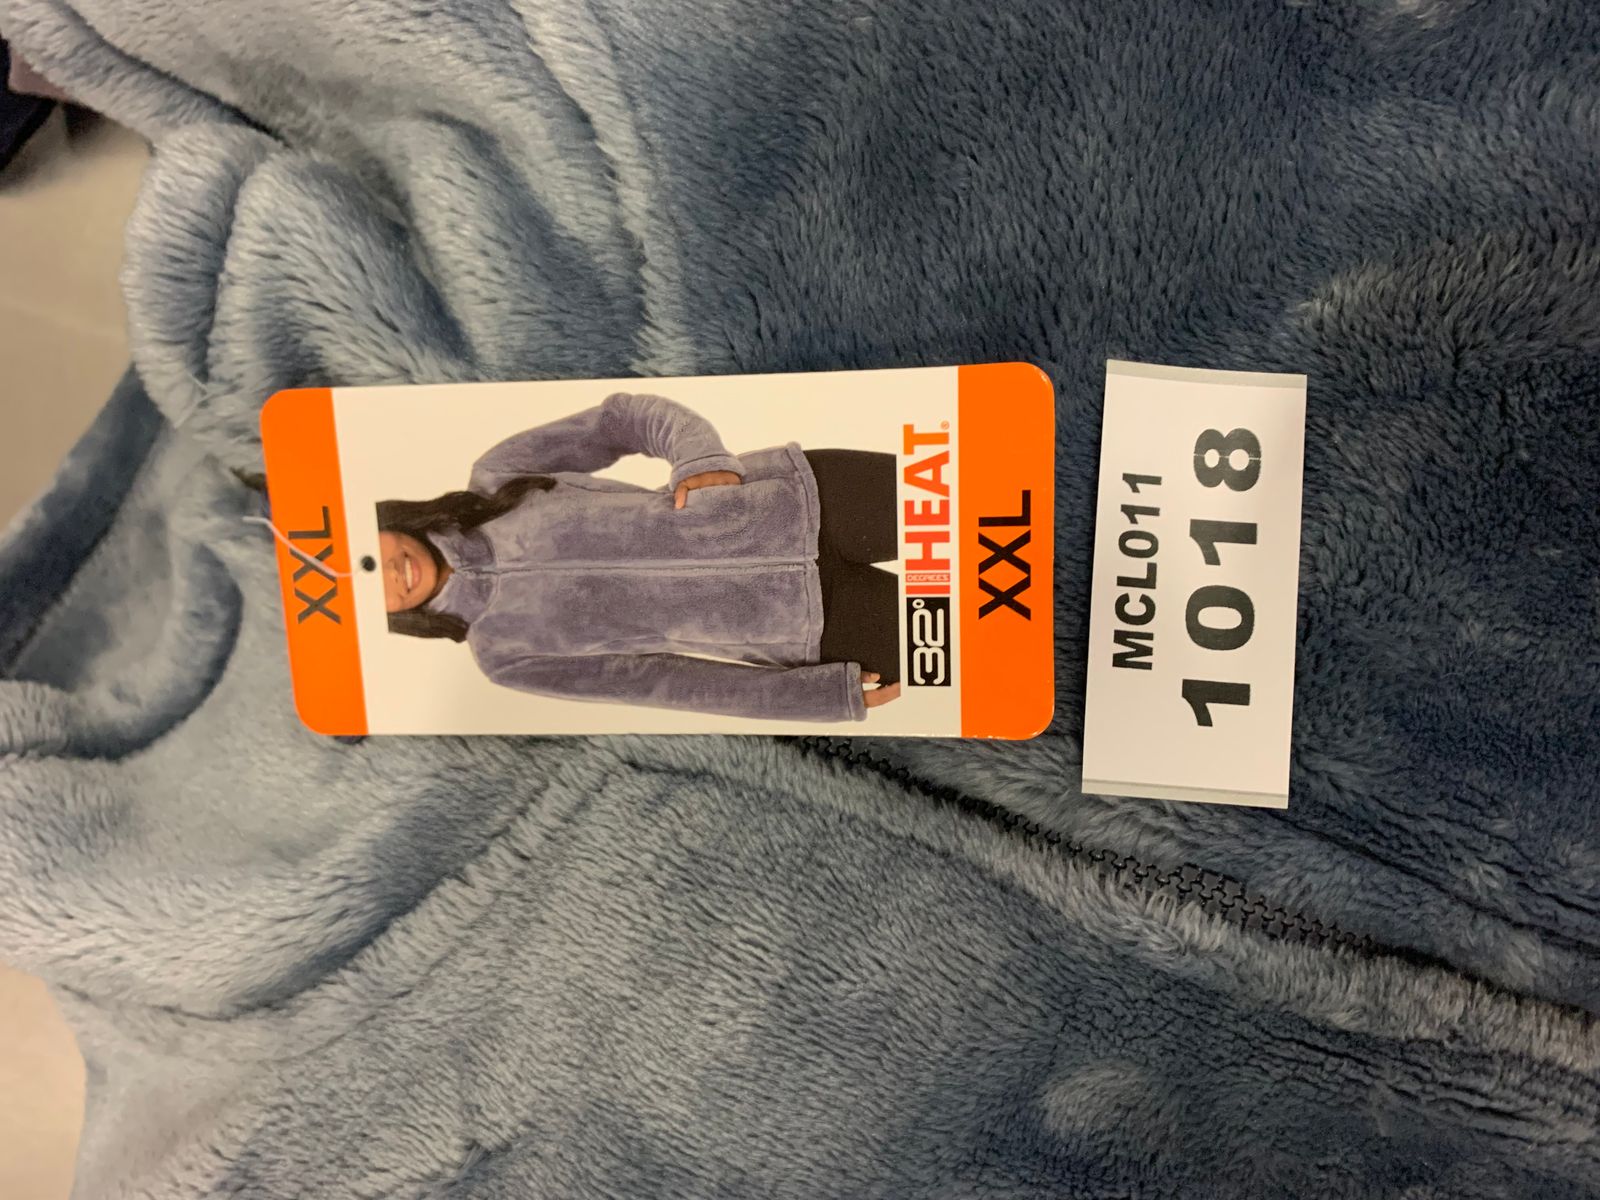 XXL
32° DEGREES HEAT®
XXL
MCL011
1018